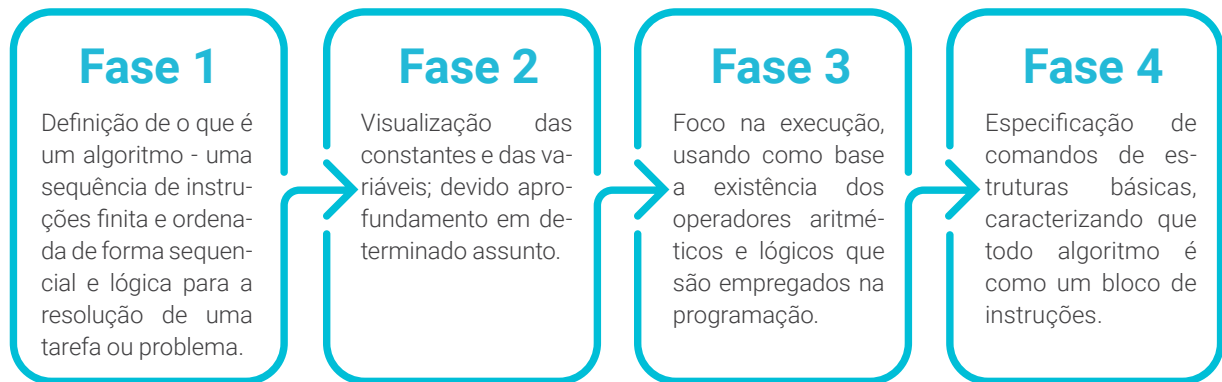 Fase 1
Definição de o que é
um algoritmo - uma
sequência de instru-
ções finita e ordena-
da de forma sequen-
cial e lógica para a
resolução de uma
tarefa ou problema.
Fase 2
Visualização das
constantes e das va-
riáveis; devido apro-
fundamento em de-
terminado assunto.
Fase 3
Foco na execução,
usando como base
a existência dos
operadores aritmé-
ticos e lógicos que
são empregados na
programação.
Fase 4
Especificação de
comandos de es-
truturas básicas,
caracterizando que
todo algoritmo é
como um bloco de
instruções.